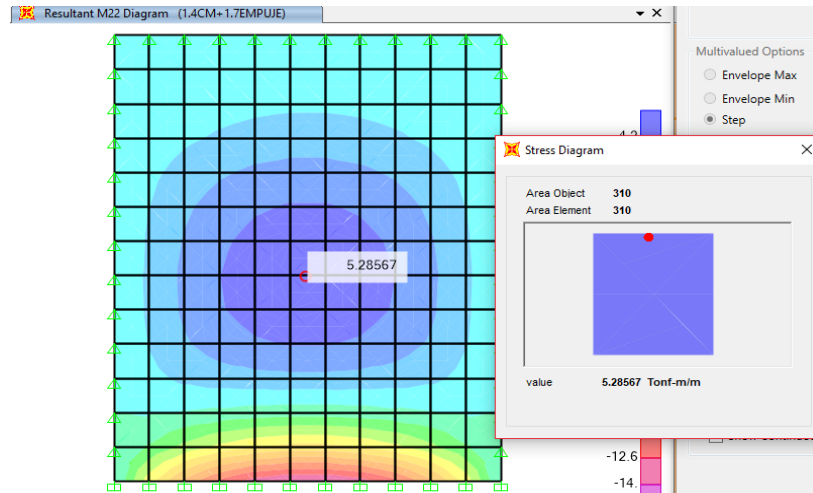 Resultant M22 Diagram (1.4CM+1.7EMPUJE)
Multivalued Options
Envelope Max
Envelope Min
Step
Stress Diagram
Area Object 310
Area Element 310
5.28567
value 5.28567 Tonf-m/m
-12.6
-14.